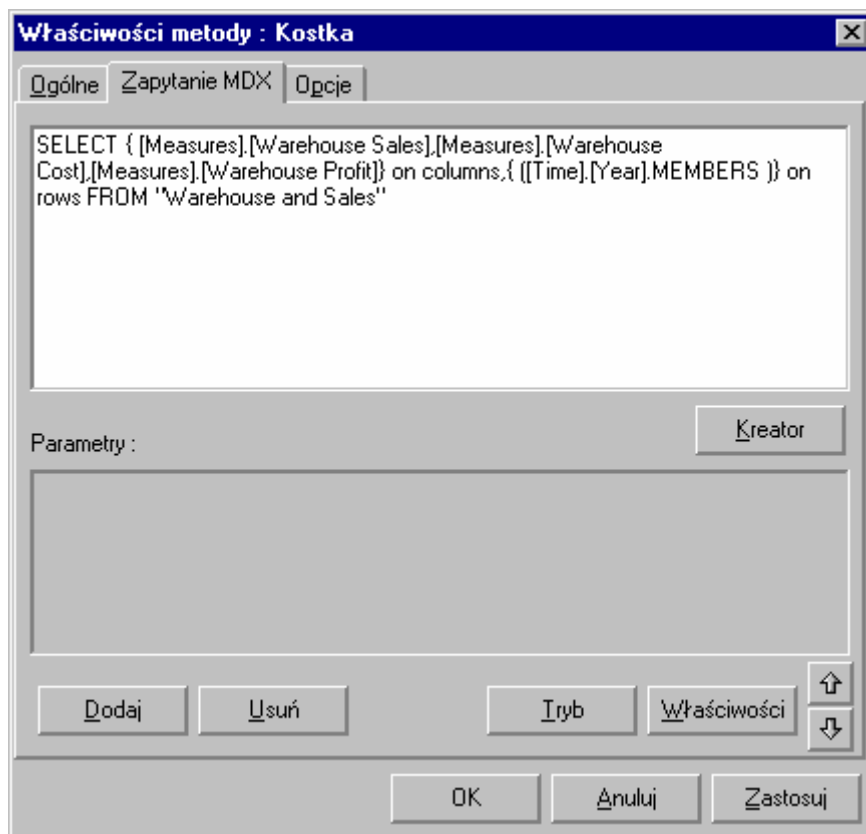 Właściwości metody : Kostka
Ogólne Zapytanie MDX Opcje
SELECT { [Measures].[Warehouse Sales],[Measures].[Warehouse
Cost],[Measures].[Warehouse Profit]} on columns,{ ([Time].[Year].MEMBERS )} on
rows FROM "Warehouse and Sales"
Kreator
Parametry :
Dodaj Usuń Tryb Właściwości
OK Anuluj Zastosuj